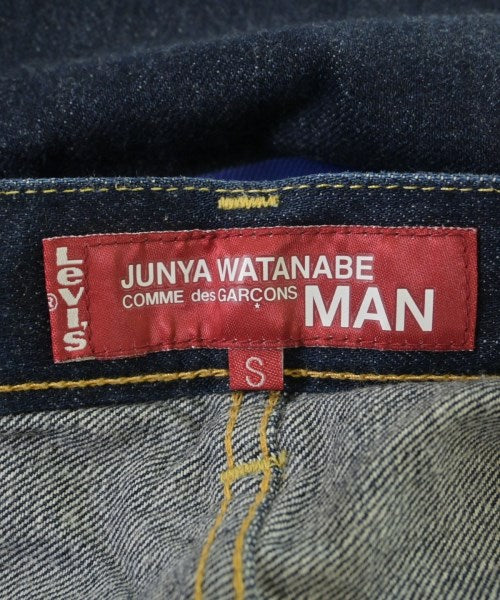 Levi's
®
JUNYA WATANABE
COMME des GARÇONS MAN
S